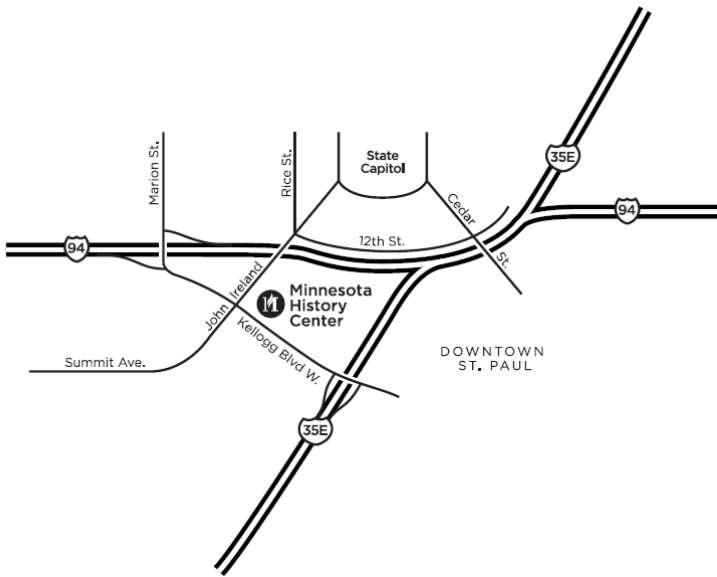 35E
94
State
Capitol
Marion St.
Rice St.
Cedar
St.
12th St.
94
John Ireland
Minnesota
History
Center
Kellogg Blvd W.
Summit Ave.
DOWNTOWN
ST. PAUL
35E